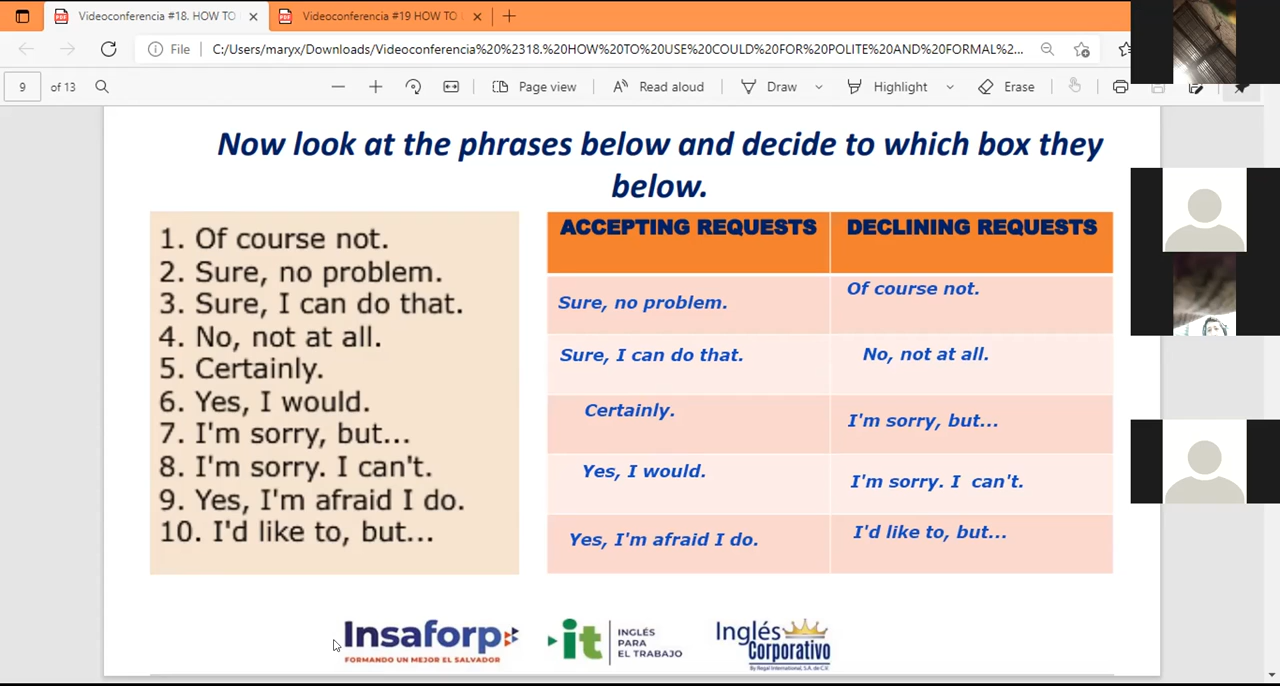 Videoconferencia #18. HOW TO
Videoconferencia #19 HOW TO
File
C:/Users/maryx/Downloads/Videoconferencia%20%2318.%20HOW%20TO%20USE%20COULD%20FOR%20POLITE%20AND%20FORMAL%2...
9
of 13
Page view
Read aloud
Draw
Highlight
Erase
Now look at the phrases below and decide to which box they
below.
1. Of course not.
2. Sure, no problem.
3. Sure, I can do that.
4. No, not at all.
5. Certainly.
6. Yes, I would.
7. I'm sorry, but...
8. I'm sorry. I can't.
9. Yes, I'm afraid I do.
10. I'd like to, but...
ACCEPTING REQUESTS
DECLINING REQUESTS
Sure, no problem.
Of course not.
Sure, I can do that.
No, not at all.
Certainly.
I'm sorry, but...
Yes, I would.
I'm sorry. I can't.
Yes, I'm afraid I do.
I'd like to, but...
Insaforp
FORMANDO UN MEJOR EL SALVADOR
it
INGLÉS
PARA
EL TRABAJO
Inglés
Corporativo
By Regal International, S.A. de C.V.